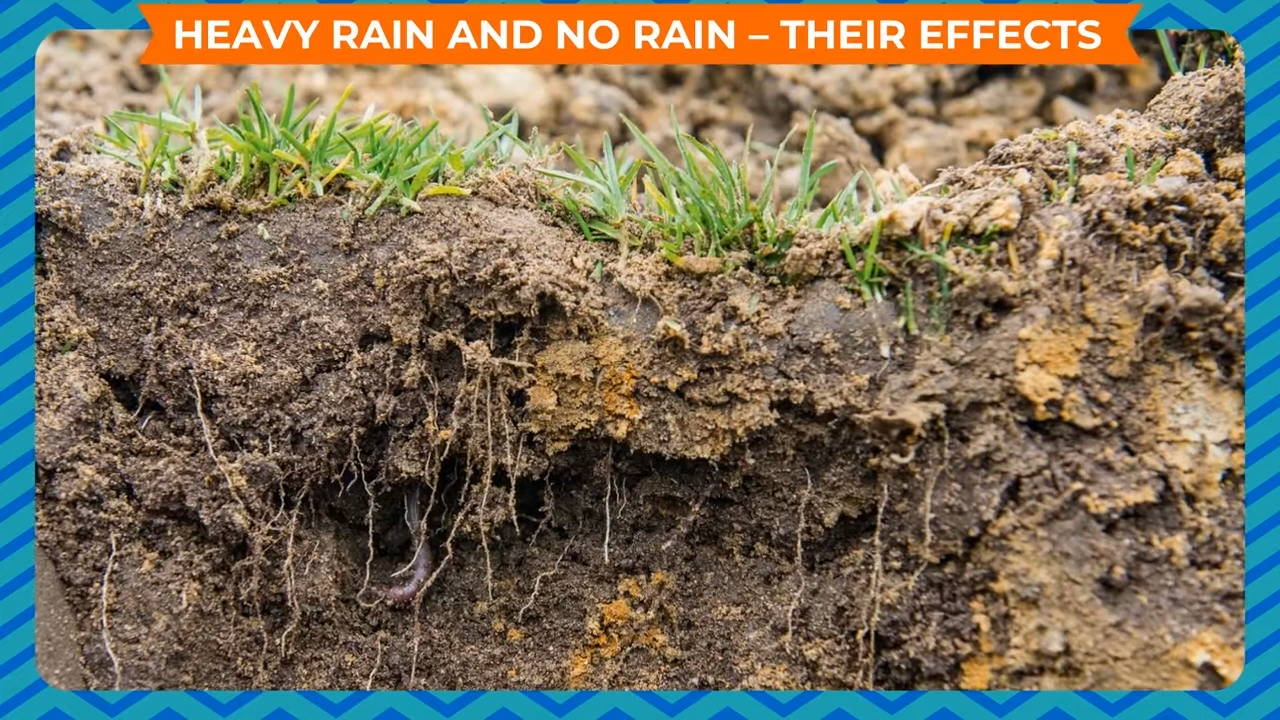 HEAVY RAIN AND NO RAIN – THEIR EFFECTS